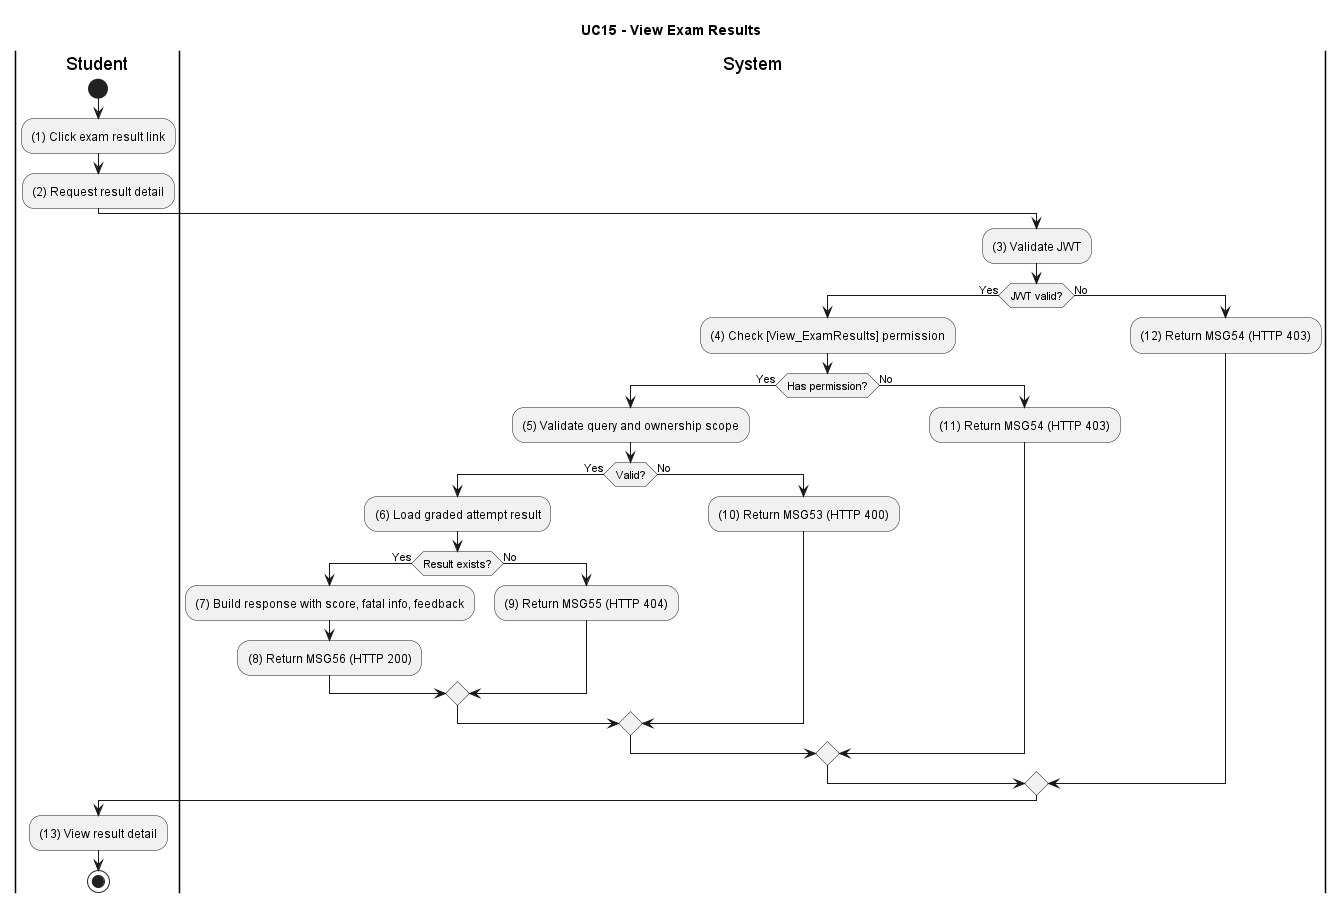 UC15 - View Exam Results
Student
System
(1) Click exam result link
(2) Request result detail
(3) Validate JWT
JWT valid?
Yes
No
(4) Check [View_ExamResults] permission
(12) Return MSG54 (HTTP 403)
Has permission?
Yes
No
(5) Validate query and ownership scope
(11) Return MSG54 (HTTP 403)
Valid?
Yes
No
(6) Load graded attempt result
(10) Return MSG53 (HTTP 400)
Result exists?
Yes
No
(7) Build response with score, fatal info, feedback
(9) Return MSG55 (HTTP 404)
(8) Return MSG56 (HTTP 200)
(13) View result detail